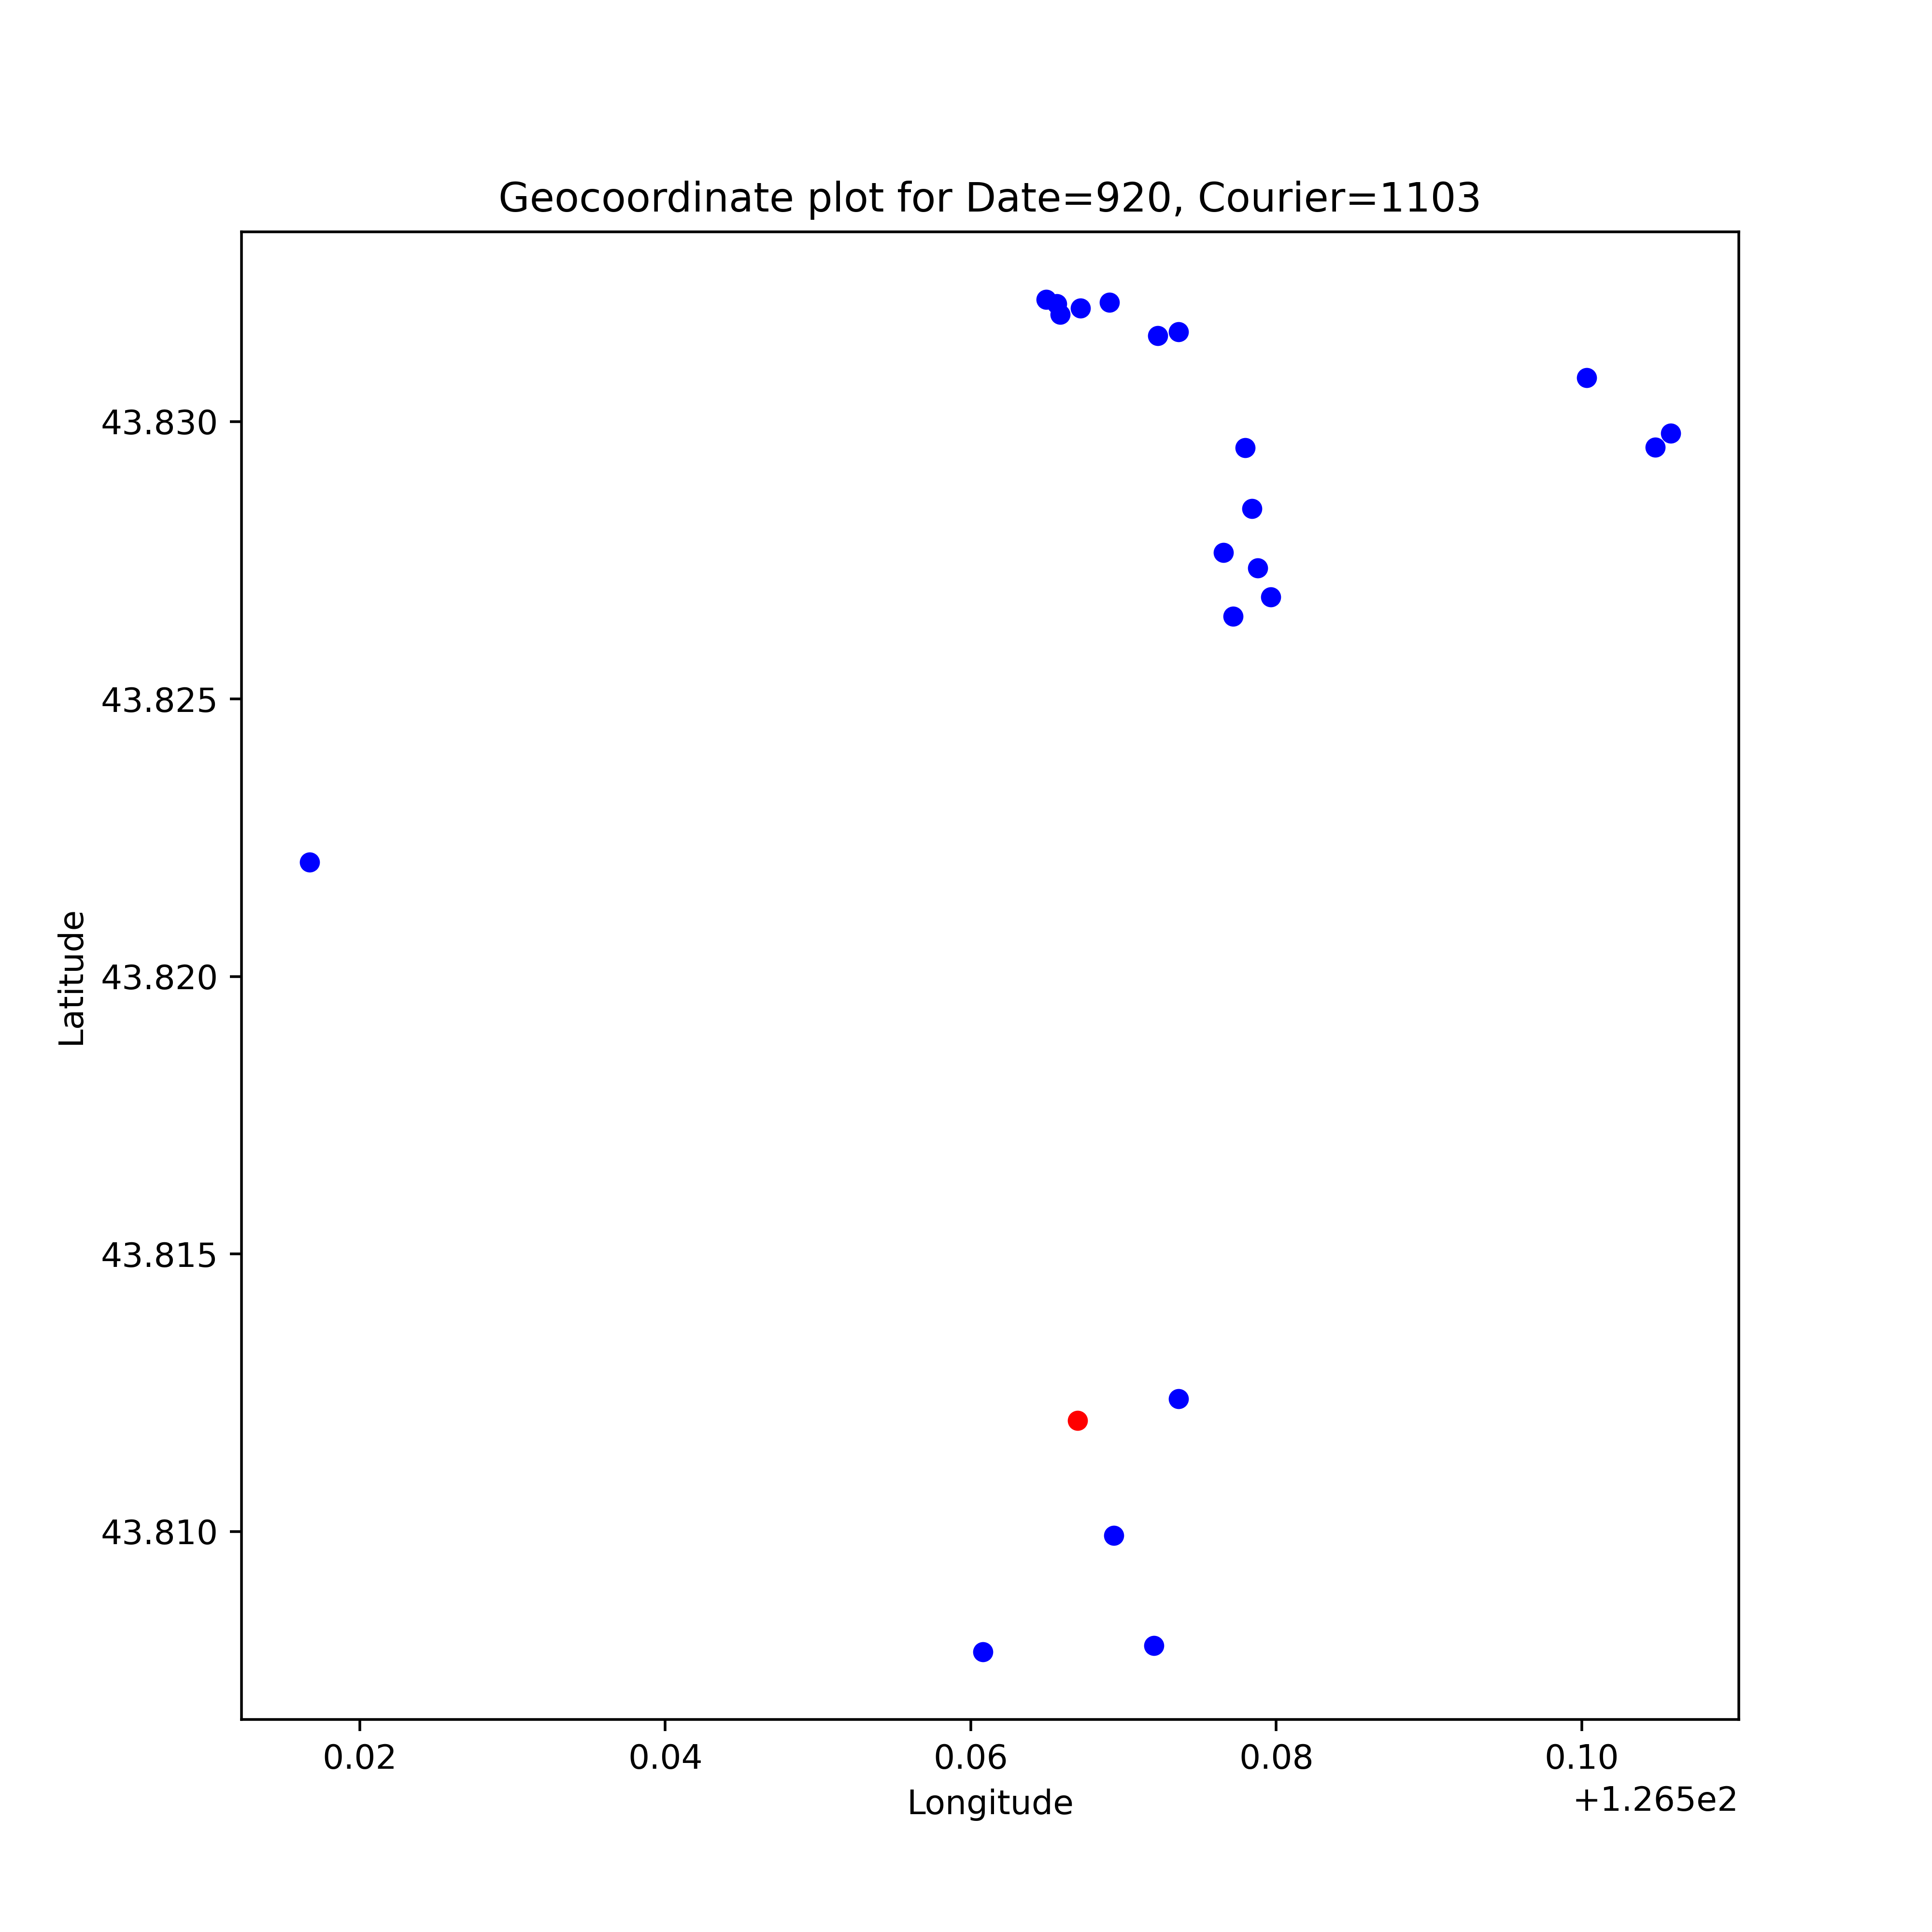 Geocoordinate plot for Date=920, Courier=1103
43.830
43.825
43.820
43.815
43.810
Latitude
0.02 0.04 0.06 0.08 0.10
Longitude
+1.265e2